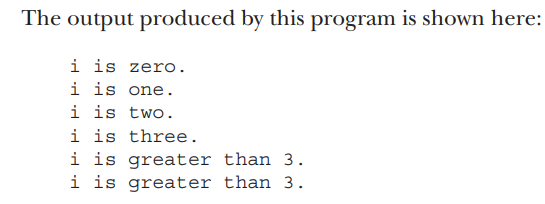 The output produced by this program is shown here:
i is zero.
i is one.
i is two.
i is three.
i is greater than 3.
i is greater than 3.